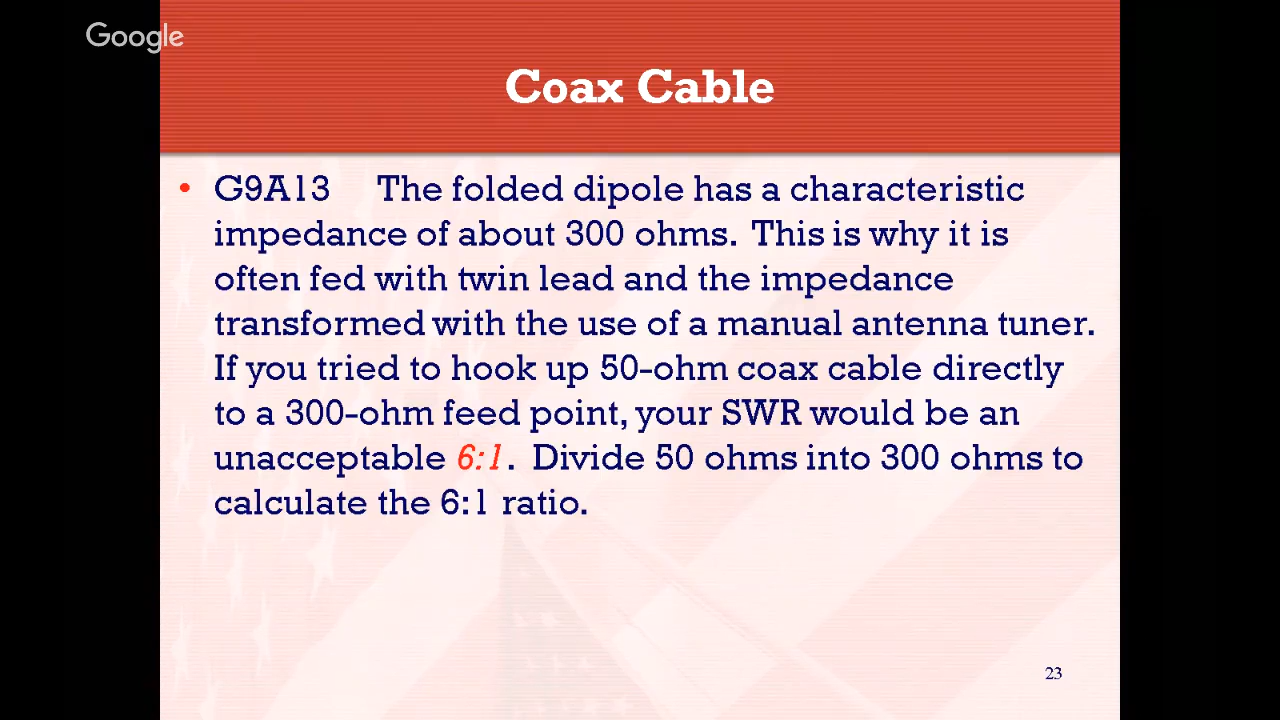 Google
Coax Cable
• G9A13 The folded dipole has a characteristic
impedance of about 300 ohms. This is why it is
often fed with twin lead and the impedance
transformed with the use of a manual antenna tuner.
If you tried to hook up 50-ohm coax cable directly
to a 300-ohm feed point, your SWR would be an
unacceptable 6:1. Divide 50 ohms into 300 ohms to
calculate the 6:1 ratio.
23